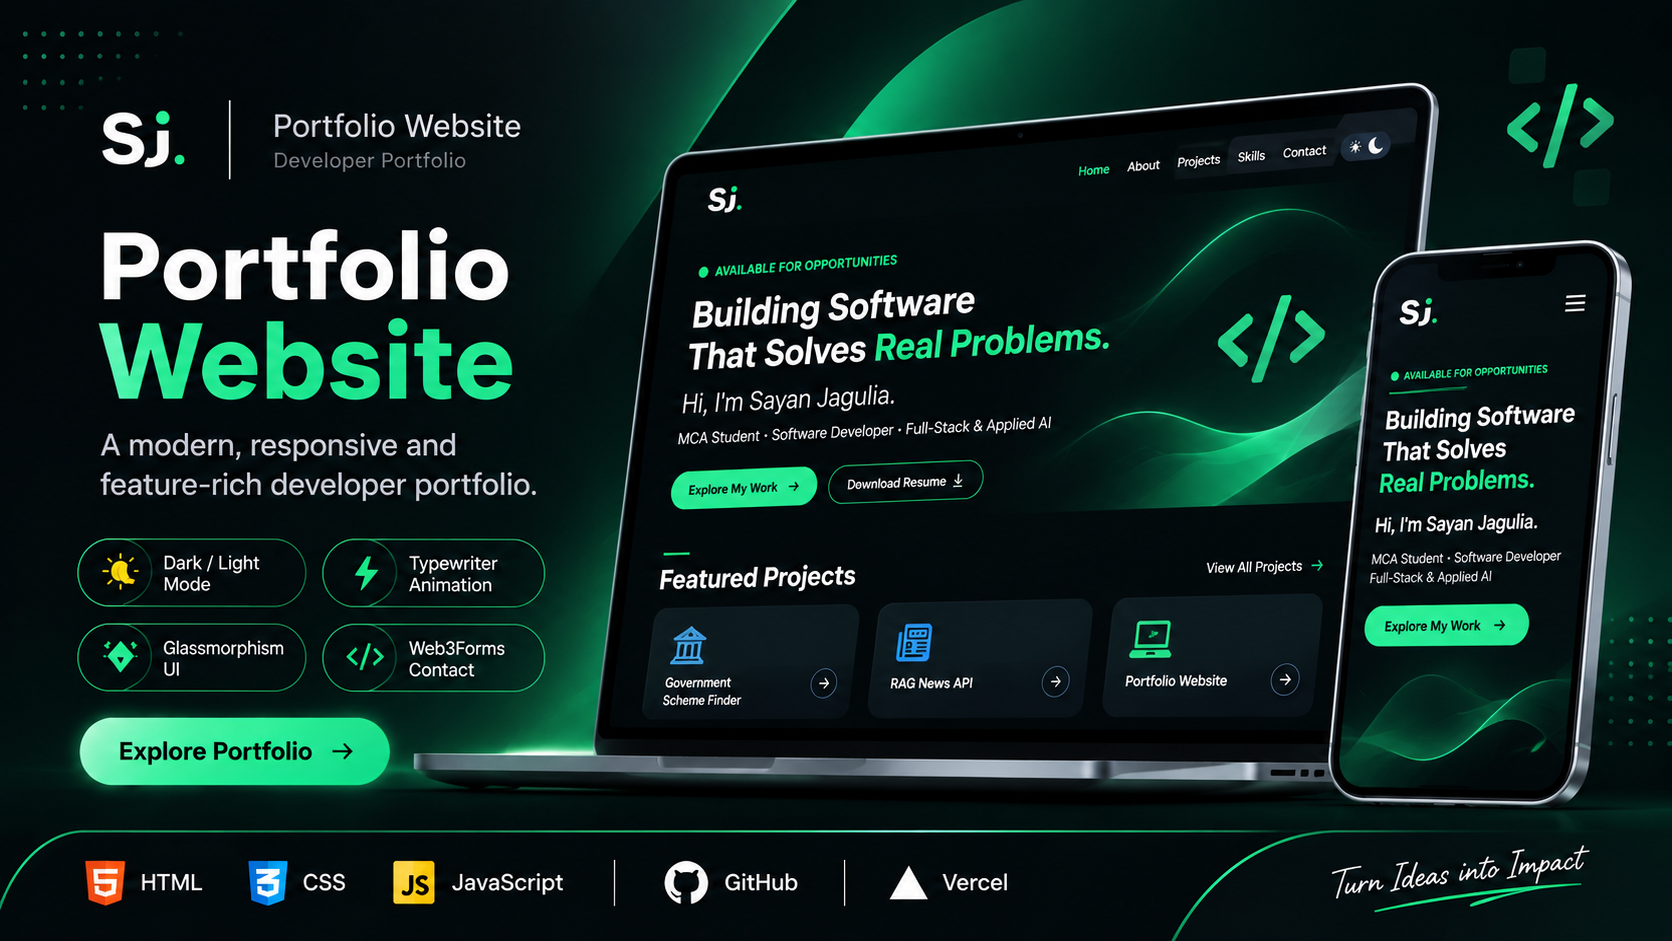 Sj.
Portfolio Website
Developer Portfolio
Portfolio
Website
A modern, responsive and
feature-rich developer portfolio.
Dark / Light
Mode
Typewriter
Animation
Glassmorphism
UI
Web3Forms
Contact
Explore Portfolio →
Sj.
Home About Projects Skills Contact
AVAILABLE FOR OPPORTUNITIES
Building Software
That Solves Real Problems.
Hi, I'm Sayan Jagulia.
MCA Student • Software Developer • Full-Stack & Applied AI
Explore My Work →
Download Resume
</>
Featured Projects
View All Projects →
Government
Scheme Finder
RAG News API
Portfolio Website
</>
Sj.
AVAILABLE FOR OPPORTUNITIES
Building Software
That Solves
Real Problems.
Hi, I'm Sayan Jagulia.
MCA Student • Software Developer
Full-Stack & Applied AI
Explore My Work →
5 HTML
3 CSS
JS JavaScript
GitHub
Vercel
Turn Ideas into Impact